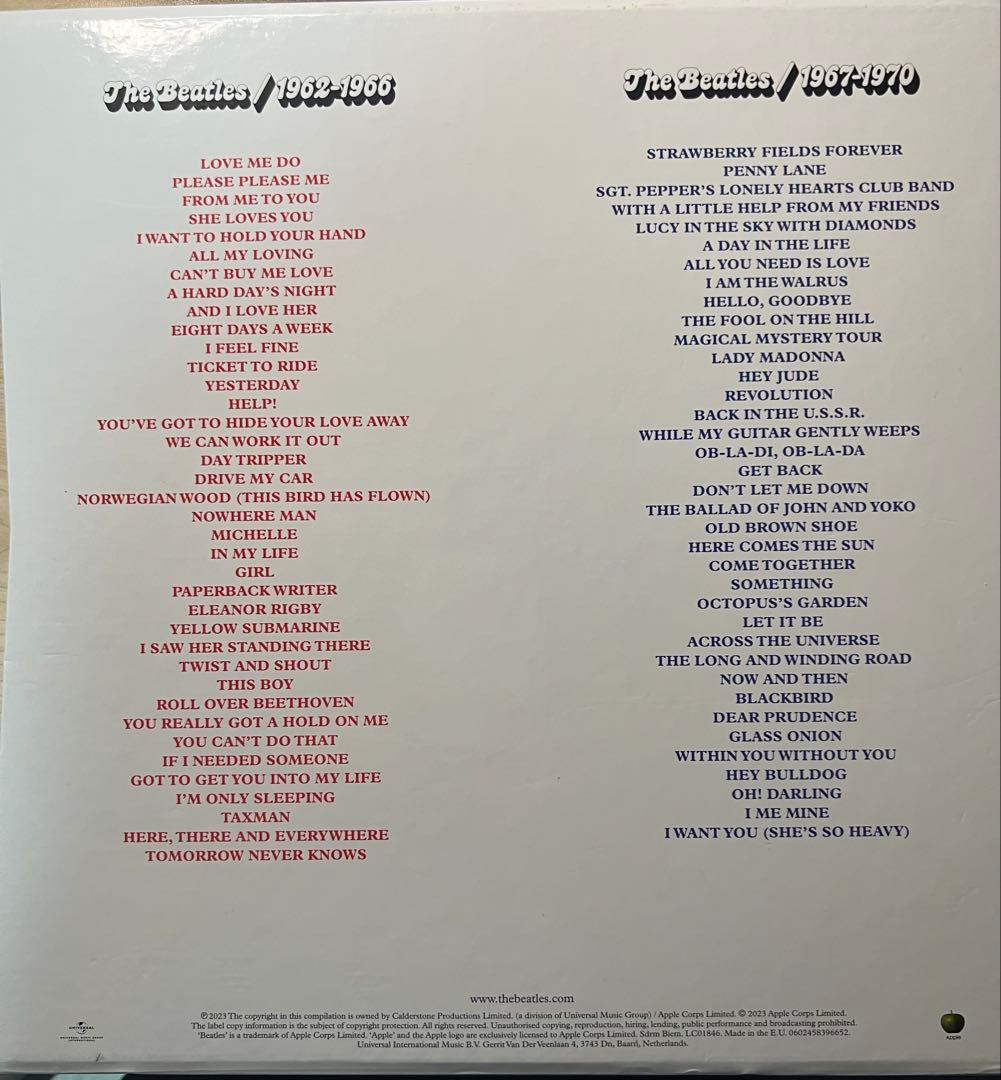 The Beatles / 1962-1966
LOVE ME DO
PLEASE PLEASE ME
FROM ME TO YOU
SHE LOVES YOU
I WANT TO HOLD YOUR HAND
ALL MY LOVING
CAN'T BUY ME LOVE
A HARD DAY'S NIGHT
AND I LOVE HER
EIGHT DAYS A WEEK
I FEEL FINE
TICKET TO RIDE
YESTERDAY
HELP!
YOU'VE GOT TO HIDE YOUR LOVE AWAY
WE CAN WORK IT OUT
DAY TRIPPER
DRIVE MY CAR
NORWEGIAN WOOD (THIS BIRD HAS FLOWN)
NOWHERE MAN
MICHELLE
IN MY LIFE
GIRL
PAPERBACK WRITER
ELEANOR RIGBY
YELLOW SUBMARINE
I SAW HER STANDING THERE
TWIST AND SHOUT
THIS BOY
ROLL OVER BEETHOVEN
YOU REALLY GOT A HOLD ON ME
YOU CAN'T DO THAT
IF I NEEDED SOMEONE
GOT TO GET YOU INTO MY LIFE
I'M ONLY SLEEPING
TAXMAN
HERE, THERE AND EVERYWHERE
TOMORROW NEVER KNOWS
The Beatles / 1967-1970
STRAWBERRY FIELDS FOREVER
PENNY LANE
SGT. PEPPER'S LONELY HEARTS CLUB BAND
WITH A LITTLE HELP FROM MY FRIENDS
LUCY IN THE SKY WITH DIAMONDS
A DAY IN THE LIFE
ALL YOU NEED IS LOVE
I AM THE WALRUS
HELLO, GOODBYE
THE FOOL ON THE HILL
MAGICAL MYSTERY TOUR
LADY MADONNA
HEY JUDE
REVOLUTION
BACK IN THE U.S.S.R.
WHILE MY GUITAR GENTLY WEEPS
OB-LA-DI, OB-LA-DA
GET BACK
DON'T LET ME DOWN
THE BALLAD OF JOHN AND YOKO
OLD BROWN SHOE
HERE COMES THE SUN
COME TOGETHER
SOMETHING
OCTOPUS'S GARDEN
LET IT BE
ACROSS THE UNIVERSE
THE LONG AND WINDING ROAD
NOW AND THEN
BLACKBIRD
DEAR PRUDENCE
GLASS ONION
WITHIN YOU WITHOUT YOU
HEY BULLDOG
OH! DARLING
I ME MINE
I WANT YOU (SHE'S SO HEAVY)
www.thebeatles.com
℗ 2023 The copyright in this compilation is owned by Calderstone Productions Limited. (a division of Universal Music Group) / Apple Corps Limited. © 2023 Apple Corps Limited.
The label copy information is the subject of copyright protection. All rights reserved. Unauthorised copying, reproduction, hiring, lending, public performance and broadcasting prohibited.
'Beatles' is a trademark of Apple Corps Limited. 'Apple' and the Apple logo are exclusively licensed to Apple Corps Limited. Sdrm Biem. LC01846. Made in the E.U. 0602458396652.
Universal International Music B.V. Gerrit Van Der Veenlaan 4, 3743 Dn, Baarn, Netherlands.
UNIVERSAL
UNIVERSAL MUSIC GROUP
INTERNATIONAL
Apple